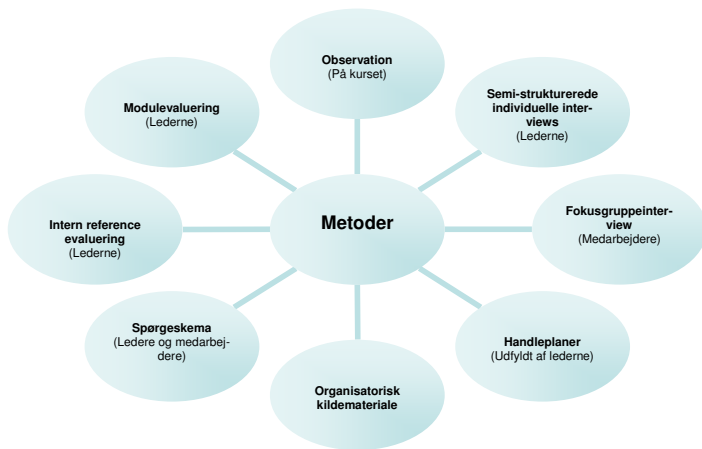 Observation
(På kurset)
Semi-strukturerede
individuelle inter-
views
(Lederne)
Fokusgruppeinter-
view
(Medarbejdere)
Handleplaner
(Udfyldt af lederne)
Organisatorisk
kildemateriale
Spørgeskema
(Ledere og medarbej-
dere)
Intern reference
evaluering
(Lederne)
Modulevaluering
(Lederne)
Metoder